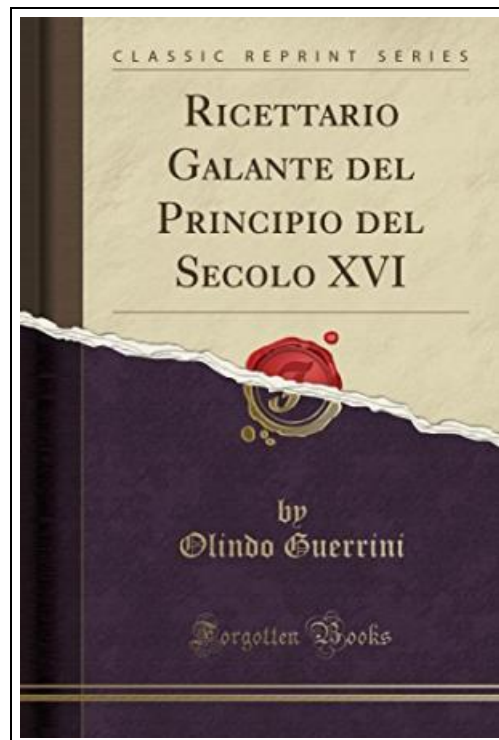 CLASSIC REPRINT SERIES
RICETTARIO
GALANTE DEL
PRINCIPIO DEL
SECOLO XVI
by
Olindo Guerrini
Forgotten Books